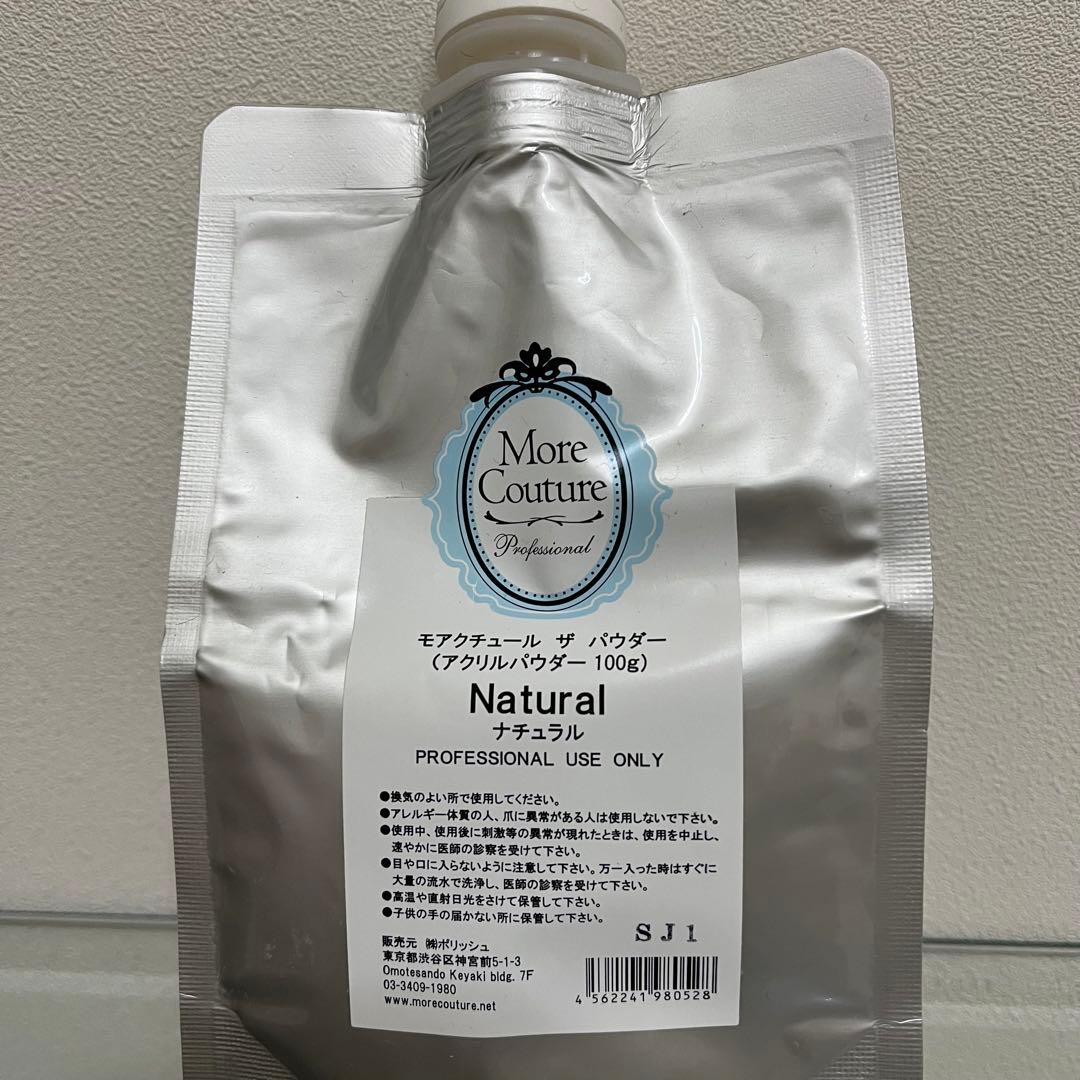 More
Couture
Professional
モアクチュール ザ パウダー
（アクリルパウダー 100g）
Natural
ナチュラル
PROFESSIONAL USE ONLY
●換気のよい所で使用してください。
●アレルギー体質の人、爪に異常がある人は使用しないで下さい。
●使用中、使用後に刺激等の異常が現れたときは、使用を中止し、
速やかに医師の診察を受けて下さい。
●目や口に入らないように注意して下さい。万一入った時はすぐに
大量の流水で洗浄し、医師の診察を受けて下さい。
●高温や直射日光をさけて保管して下さい。
●子供の手の届かない所に保管して下さい。
SJ1
販売元 ㈱ポリッシュ
東京都渋谷区神宮前5-1-3
Omotesando Keyaki bldg. 7F
03-3409-1980
www.morecouture.net
4 562241 980528